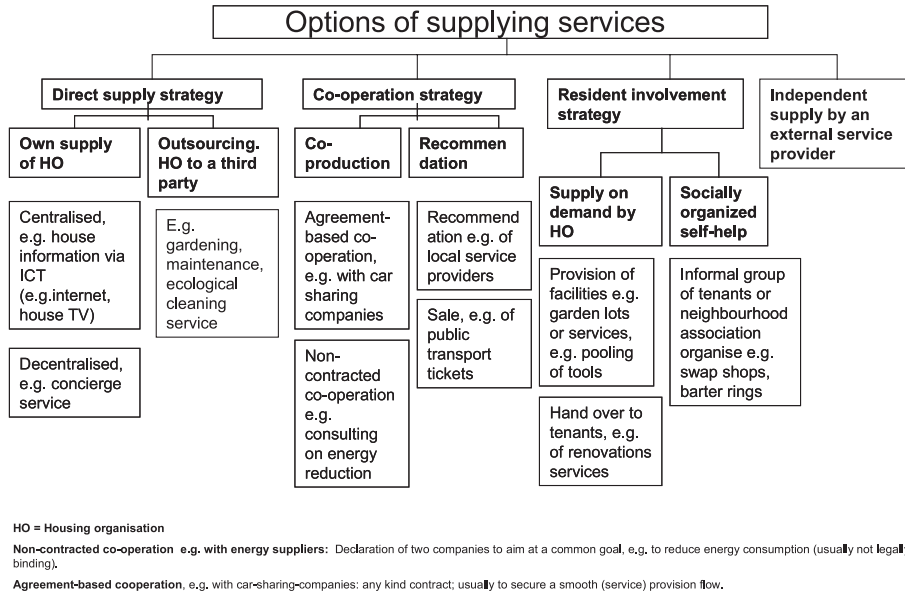 Options of supplying services
Direct supply strategy
Co-operation strategy
Resident involvement
strategy
Independent
supply by an
external service
provider
Own supply
of HO
Outsourcing.
HO to a third
party
Co-
production
Recommen
dation
Supply on
demand by
HO
Socially
organized
self-help
Centralised,
e.g. house
information via
ICT
(e.g.internet,
house TV)
Decentralised,
e.g. concierge
service
E.g.
gardening,
maintenance,
ecological
cleaning
service
Agreement-
based co-
operation,
e.g. with car
sharing
companies
Non-
contracted
co-operation
e.g.
consulting
on energy
reduction
Recommend
ation e.g. of
local service
providers
Sale, e.g. of
public
transport
tickets
Provision of
facilities e.g.
garden lots
or services,
e.g. pooling
of tools
Hand over to
tenants, e.g.
of renovations
services
Informal group
of tenants or
neighbourhood
association
organise e.g.
swap shops,
barter rings
HO = Housing organisation
Non-contracted co-operation e.g. with energy suppliers: Declaration of two companies to aim at a common goal, e.g. to reduce energy consumption (usually not legally
binding).
Agreement-based cooperation, e.g. with car-sharing-companies: any kind contract; usually to secure a smooth (service) provision flow.